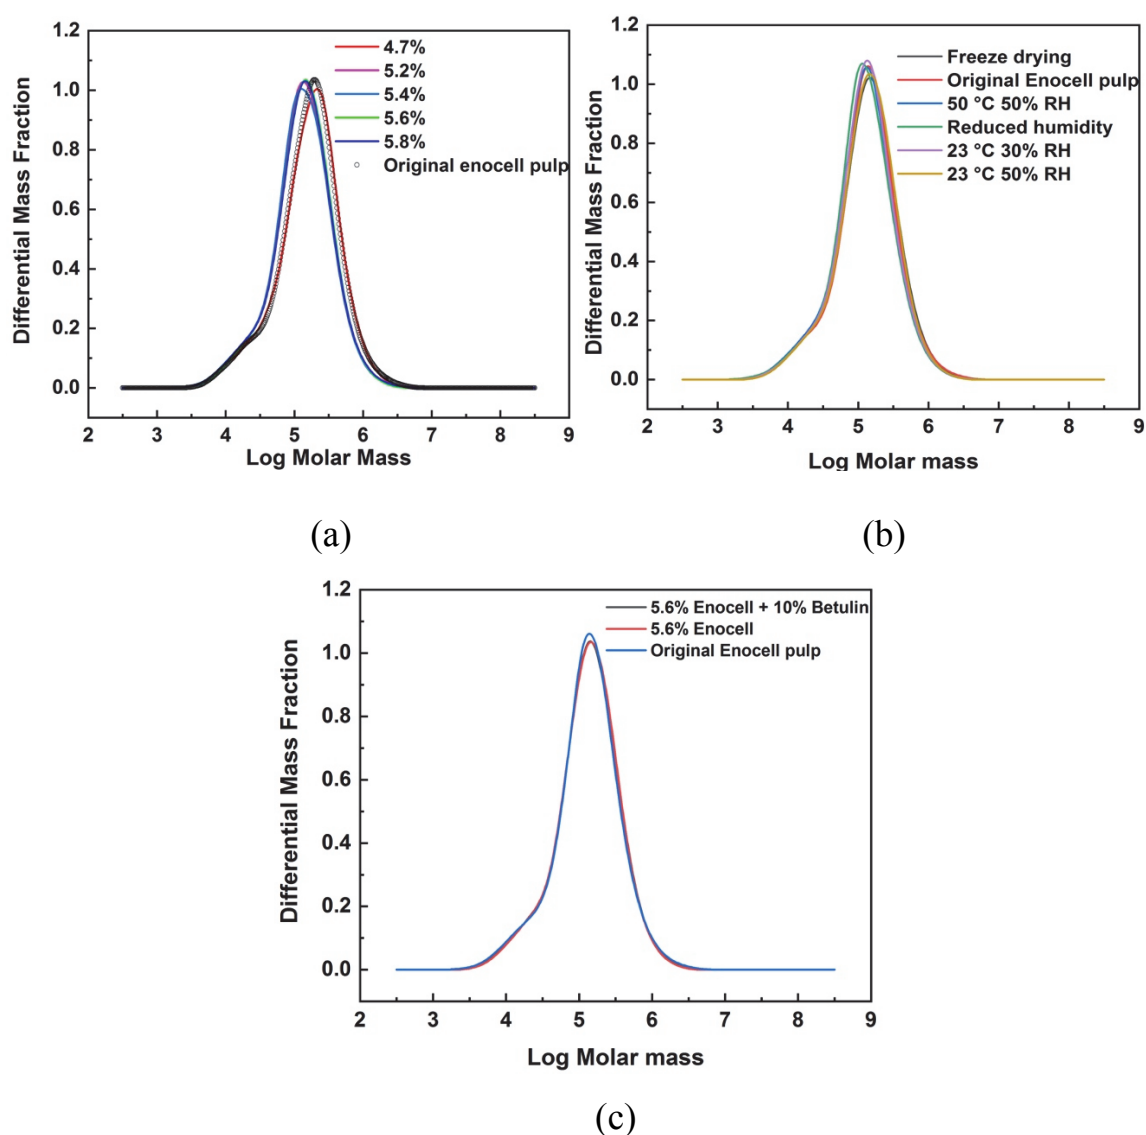 1.2
1.0
0.8
0.6
0.4
0.2
0.0
Differential Mass Fraction
4.7%
5.2%
5.4%
5.6%
5.8%
Original enocell pulp
2 3 4 5 6 7 8 9
Log Molar Mass
(a)
1.2
1.0
0.8
0.6
0.4
0.2
0.0
Differential Mass Fraction
Freeze drying
Original Enocell pulp
50 °C 50% RH
Reduced humidity
23 °C 30% RH
23 °C 50% RH
2 3 4 5 6 7 8 9
Log Molar mass
(b)
1.2
1.0
0.8
0.6
0.4
0.2
0.0
Differential Mass Fraction
5.6% Enocell + 10% Betulin
5.6% Enocell
Original Enocell pulp
2 3 4 5 6 7 8 9
Log Molar mass
(c)